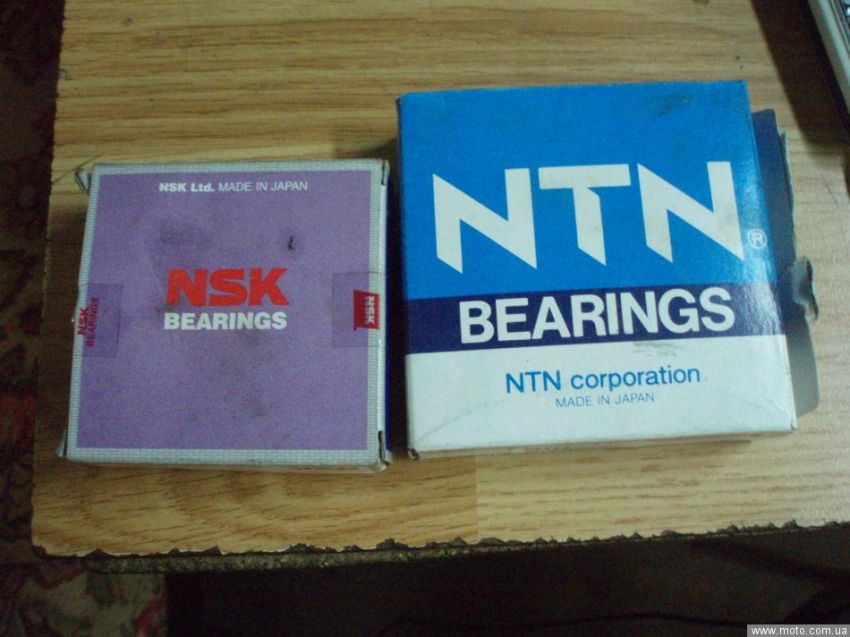 NSK Ltd. MADE IN JAPAN
NSK
BEARINGS
NSK
BEARINGS
NSK
NTN®
BEARINGS
NTN corporation
MADE IN JAPAN
www.moto.com.ua